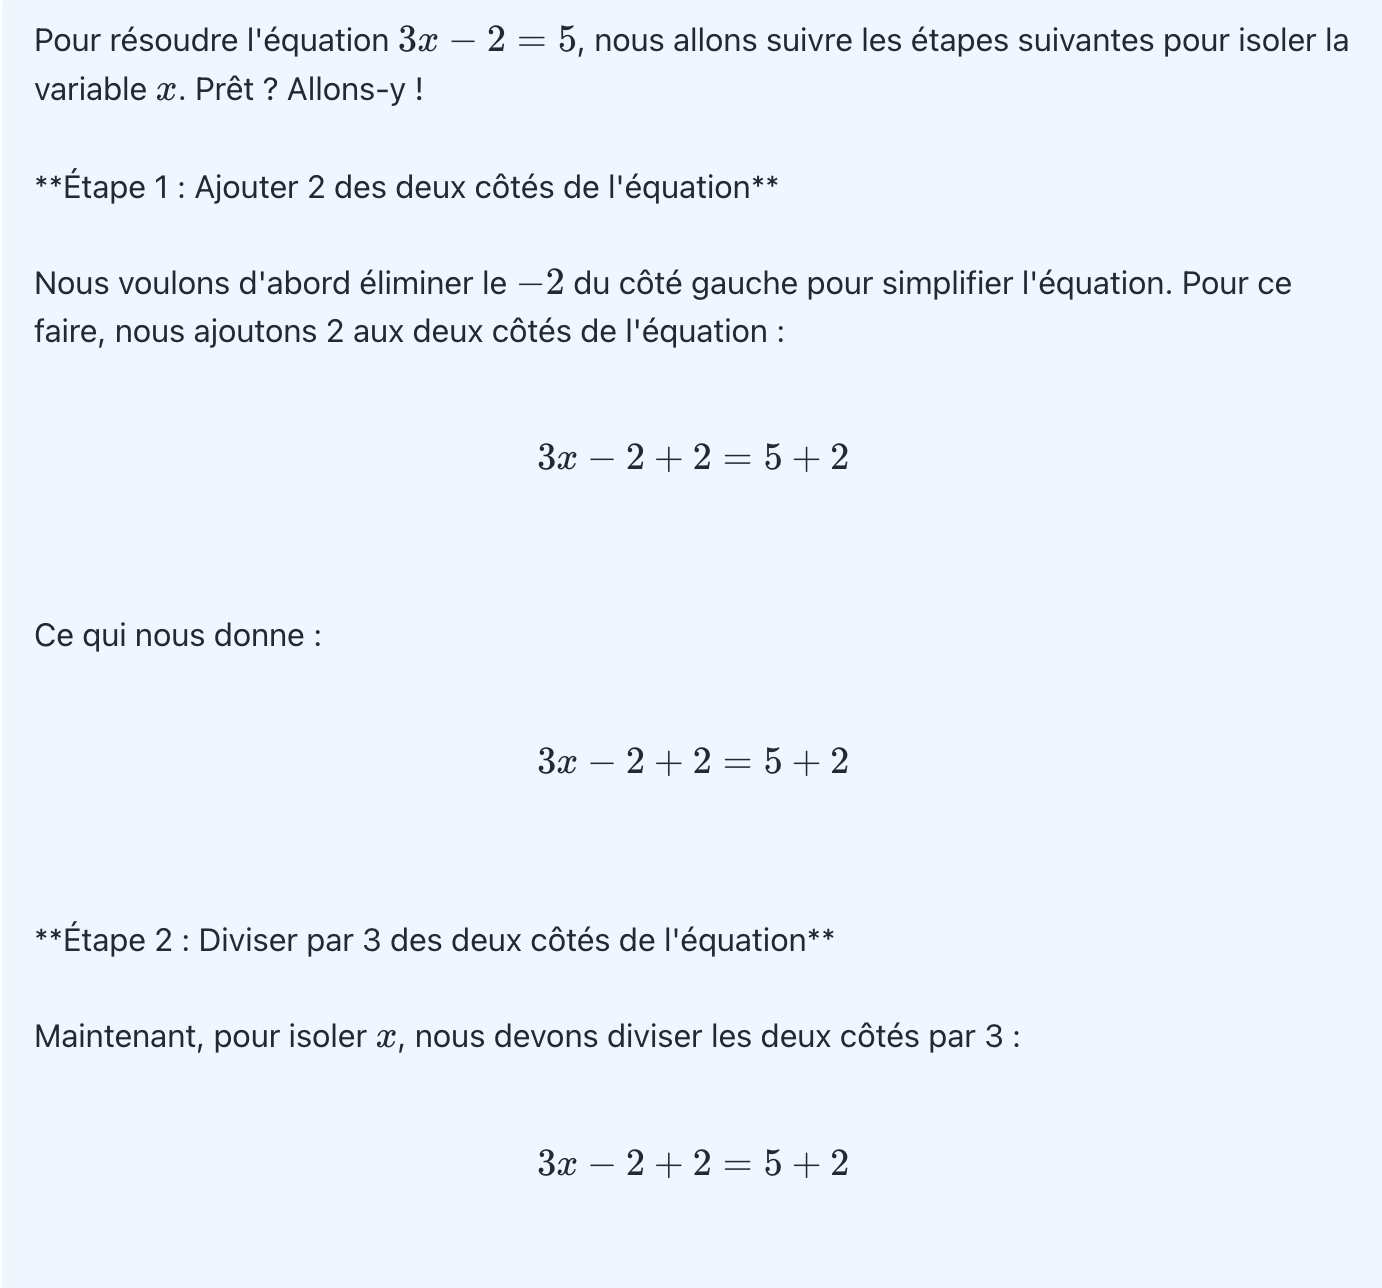 Pour résoudre l'équation 3x − 2 = 5, nous allons suivre les étapes suivantes pour isoler la
variable x. Prêt ? Allons-y !
**Étape 1 : Ajouter 2 des deux côtés de l'équation**
Nous voulons d'abord éliminer le −2 du côté gauche pour simplifier l'équation. Pour ce
faire, nous ajoutons 2 aux deux côtés de l'équation :
3x − 2 + 2 = 5 + 2
Ce qui nous donne :
3x − 2 + 2 = 5 + 2
**Étape 2 : Diviser par 3 des deux côtés de l'équation**
Maintenant, pour isoler x, nous devons diviser les deux côtés par 3 :
3x − 2 + 2 = 5 + 2